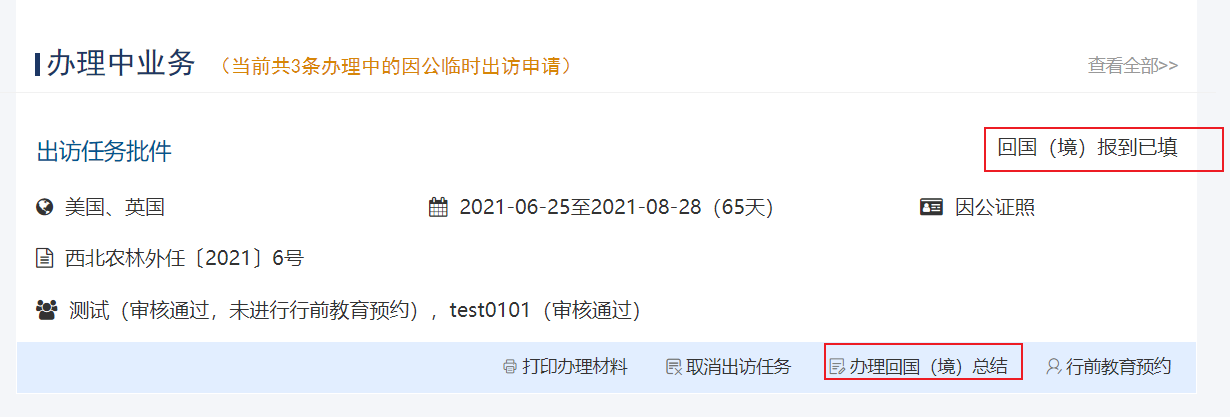 办理中业务 （当前共3条办理中的因公临时出访申请） 查看全部>>
出访任务批件 回国（境）报到已填
美国、英国 2021-06-25至2021-08-28（65天） 因公证照
西北农林外任〔2021〕6号
测试（审核通过，未进行行前教育预约）, test0101（审核通过）
打印办理材料 取消出访任务 办理回国（境）总结 行前教育预约